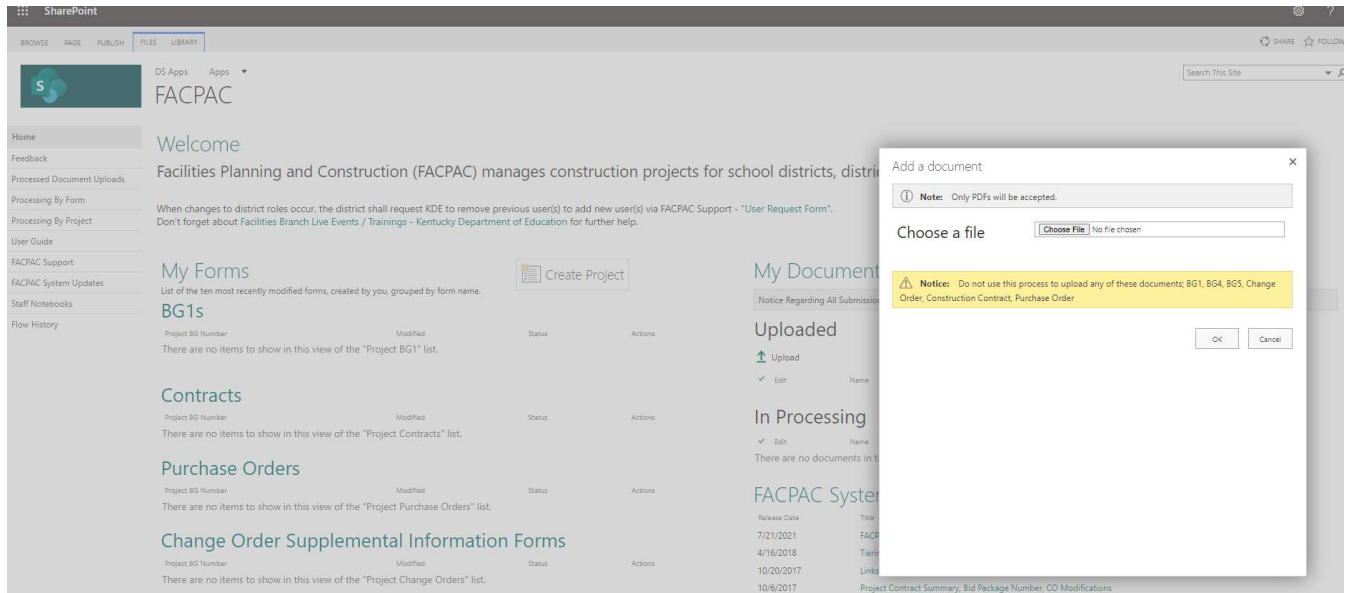 SharePoint
?
BROWSE PAGE PUBLISH FILES LIBRARY
SHARE FOLLOW
S
DS Apps Apps
Search This Site
FACPAC
Home
Feedback
Processed Document Uploads
Processing By Form
Processing By Project
User Guide
FACPAC Support
FACPAC System Updates
Staff Notebooks
Flow History
Welcome
Facilities Planning and Construction (FACPAC) manages construction projects for school districts, distri
When changes to district roles occur, the district shall request KDE to remove previous user(s) to add new user(s) via FACPAC Support - "User Request Form".
Don't forget about Facilities Branch Live Events / Trainings - Kentucky Department of Education for further help.
My Forms
List of the ten most recently modified forms, created by you, grouped by form name.
Create Project
BG1s
Project BG Number Modified Status Actions
There are no items to show in this view of the "Project BG1" list.
Contracts
Project BG Number Modified Status Actions
There are no items to show in this view of the "Project Contracts" list.
Purchase Orders
Project BG Number Modified Status Actions
There are no items to show in this view of the "Project Purchase Orders" list.
Change Order Supplemental Information Forms
Project BG Number Modified Status Actions
There are no items to show in this view of the "Project Change Orders" list.
My Document
Notice Regarding All Submission
Uploaded
Upload
Edit Name
In Processing
Edit Name
There are no documents in t
FACPAC System
Release Date Title
7/21/2021 FACP
4/16/2018 Tierin
10/20/2017 Links
10/6/2017 Project Contract Summary, Bid Package Number, CO Modifications
Add a document
Note: Only PDFs will be accepted.
Choose a file
Choose File No file chosen
Notice: Do not use this process to upload any of these documents; BG1, BG4, BG5, Change
Order, Construction Contract, Purchase Order
OK Cancel